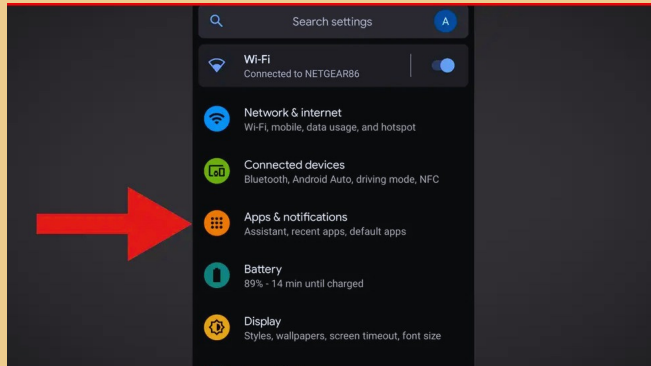 Search settings
A
Wi-Fi
Connected to NETGEAR86
Network & internet
Wi-Fi, mobile, data usage, and hotspot
Connected devices
Bluetooth, Android Auto, driving mode, NFC
Apps & notifications
Assistant, recent apps, default apps
Battery
89% - 14 min until charged
Display
Styles, wallpapers, screen timeout, font size